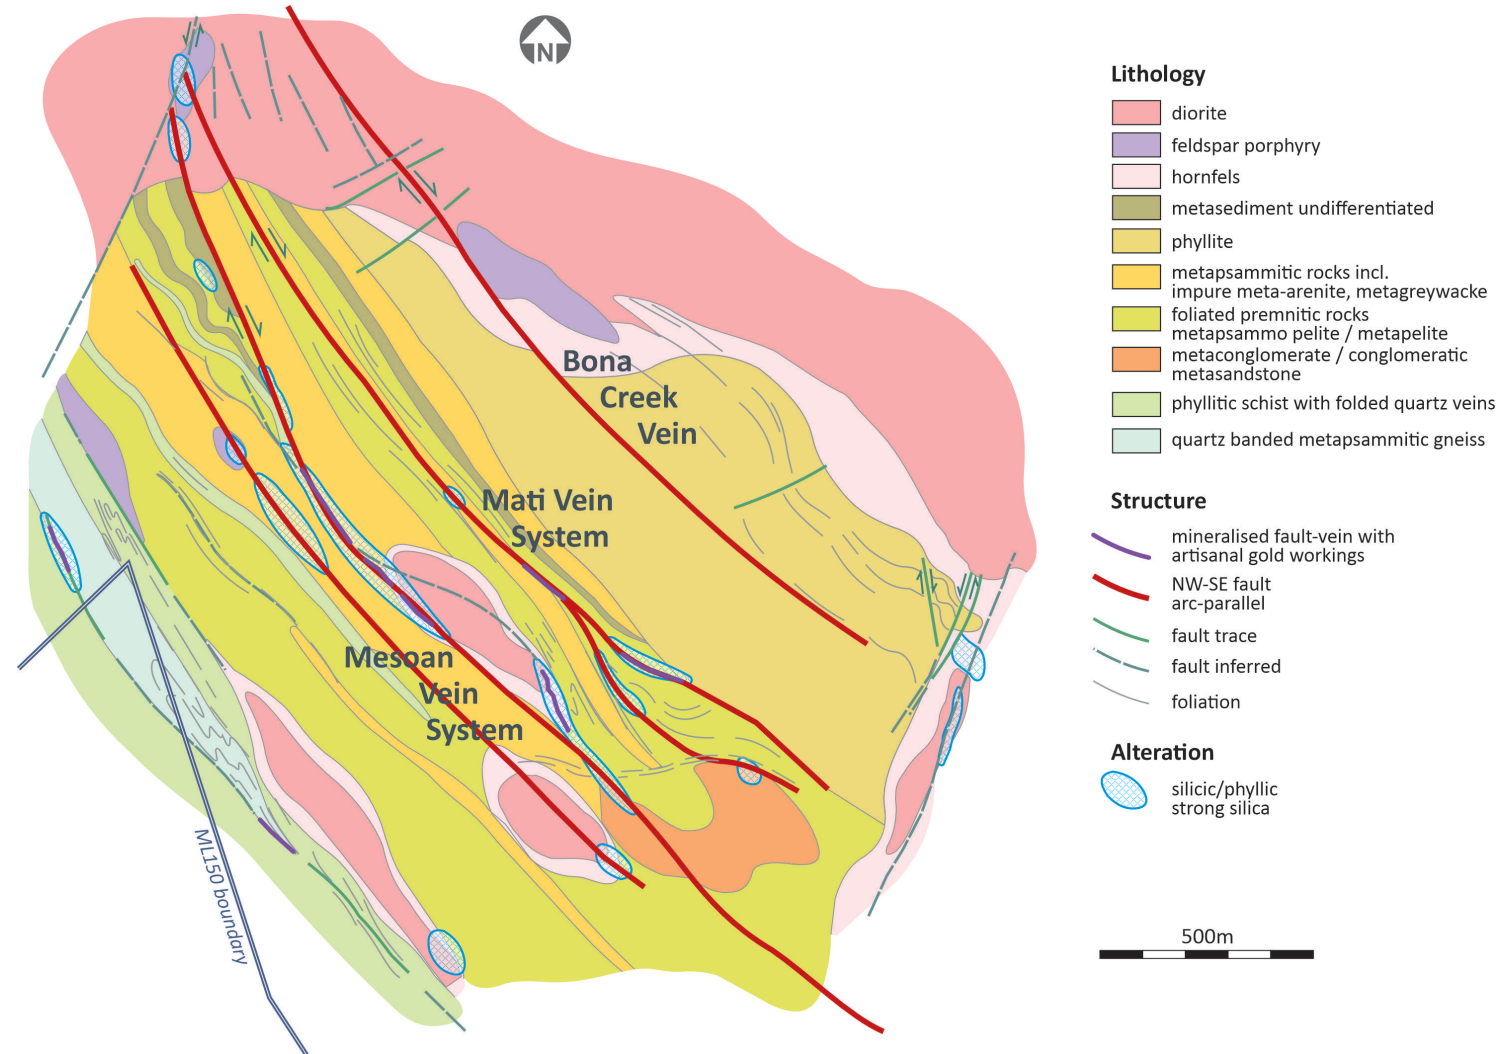 N
Bona
Creek
Vein
Mati Vein
System
Mesoan
Vein
System
ML150 boundary
Lithology
diorite
feldspar porphyry
hornfels
metasediment undifferentiated
phyllite
metapsammitic rocks incl.
impure meta-arenite, metagreywacke
foliated premnitic rocks
metapsammo pelite / metapelite
metaconglomerate / conglomeratic
metasandstone
phyllitic schist with folded quartz veins
quartz banded metapsammitic gneiss
Structure
mineralised fault-vein with
artisanal gold workings
NW-SE fault
arc-parallel
fault trace
fault inferred
foliation
Alteration
silicic/phyllic
strong silica
500m